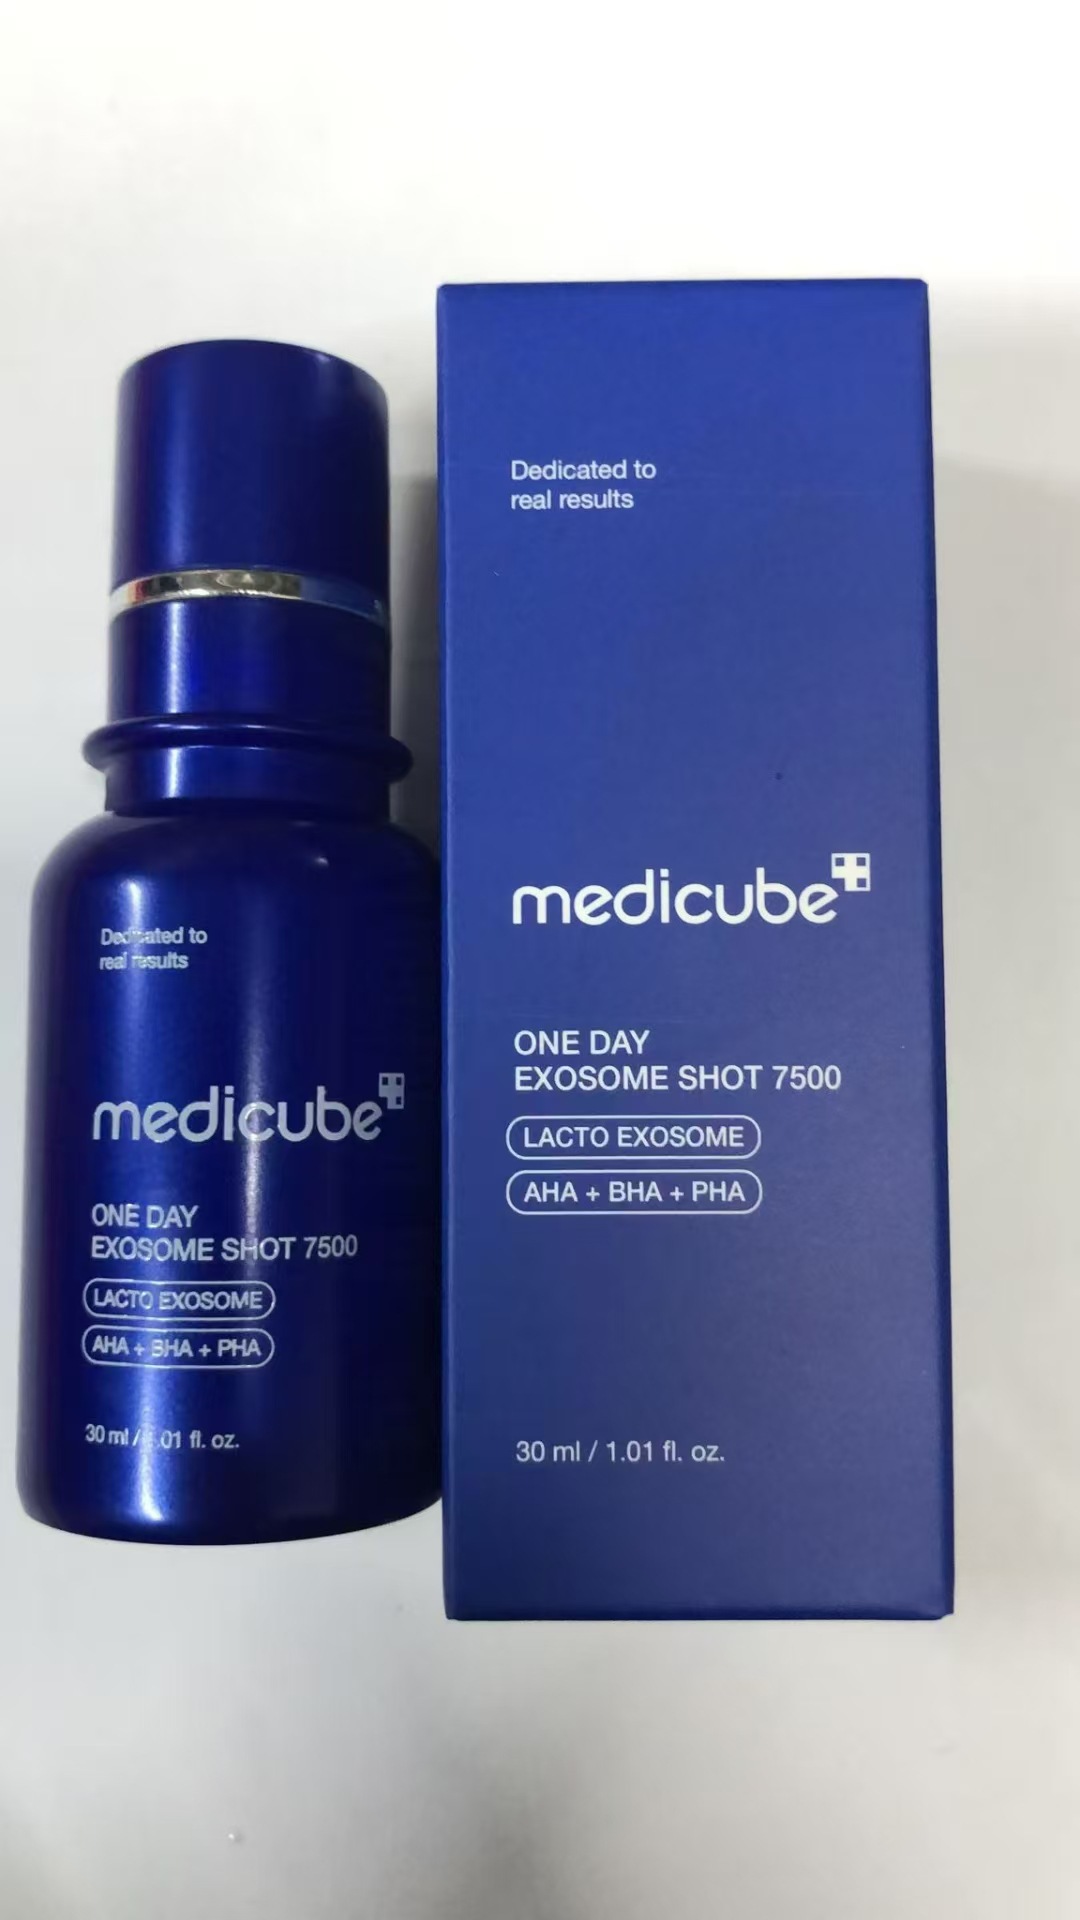 Dedicated to
real results
medicube
ONE DAY
EXOSOME SHOT 7500
LACTO EXOSOME
AHA + BHA + PHA
30 ml / 1.01 fl. oz.
Dedicated to
real results
medicube
ONE DAY
EXOSOME SHOT 7500
LACTO EXOSOME
AHA + BHA + PHA
30 ml / 1.01 fl. oz.